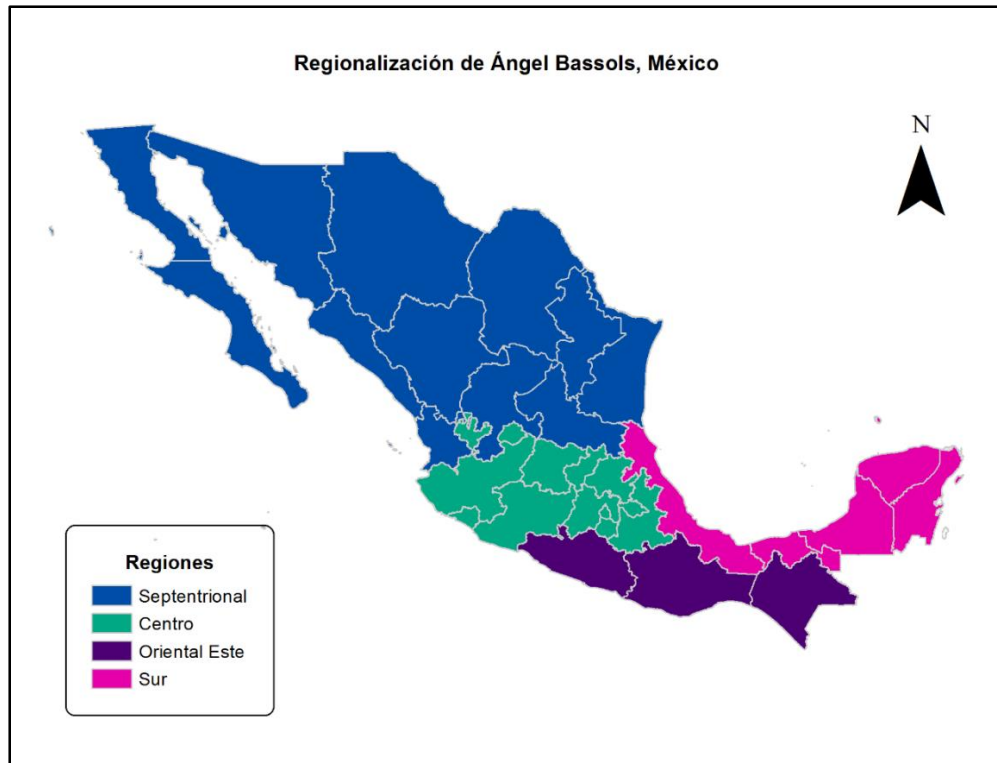 Regionalización de Ángel Bassols, México
N
Regiones
Septentrional
Centro
Oriental Este
Sur